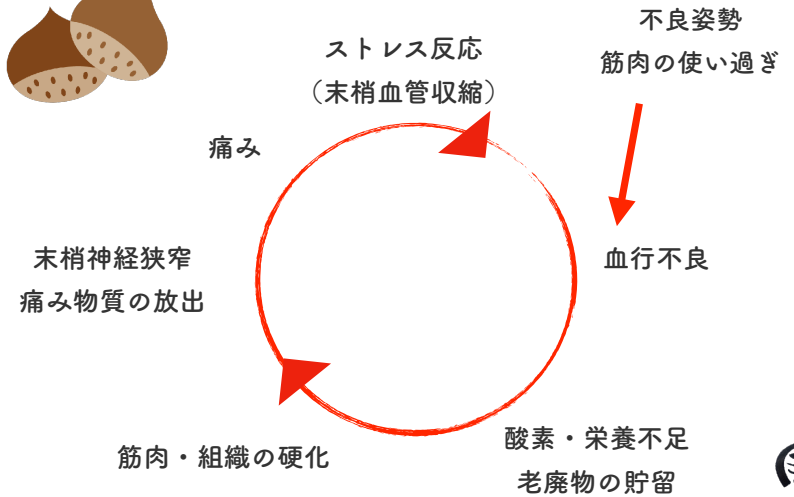 ストレス反応
（末梢血管収縮）
不良姿勢
筋肉の使い過ぎ
血行不良
酸素・栄養不足
老廃物の貯留
筋肉・組織の硬化
末梢神経狭窄
痛み物質の放出
痛み